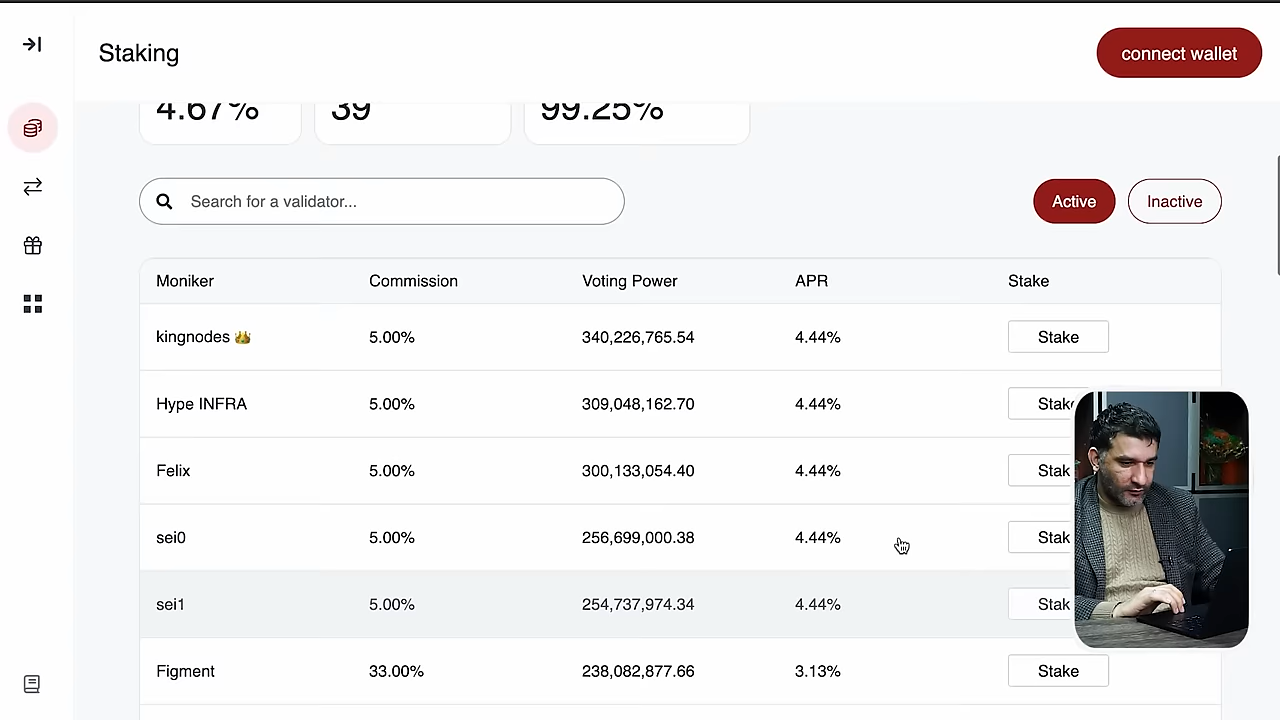 Staking
connect wallet
4.67%
39
99.25%
Search for a validator...
Active
Inactive
Moniker Commission Voting Power APR Stake
kingnodes 👑 5.00% 340,226,765.54 4.44% Stake
Hype INFRA 5.00% 309,048,162.70 4.44% Stake
Felix 5.00% 300,133,054.40 4.44% Stak
sei0 5.00% 256,699,000.38 4.44% Stak
sei1 5.00% 254,737,974.34 4.44% Stak
Figment 33.00% 238,082,877.66 3.13% Stake